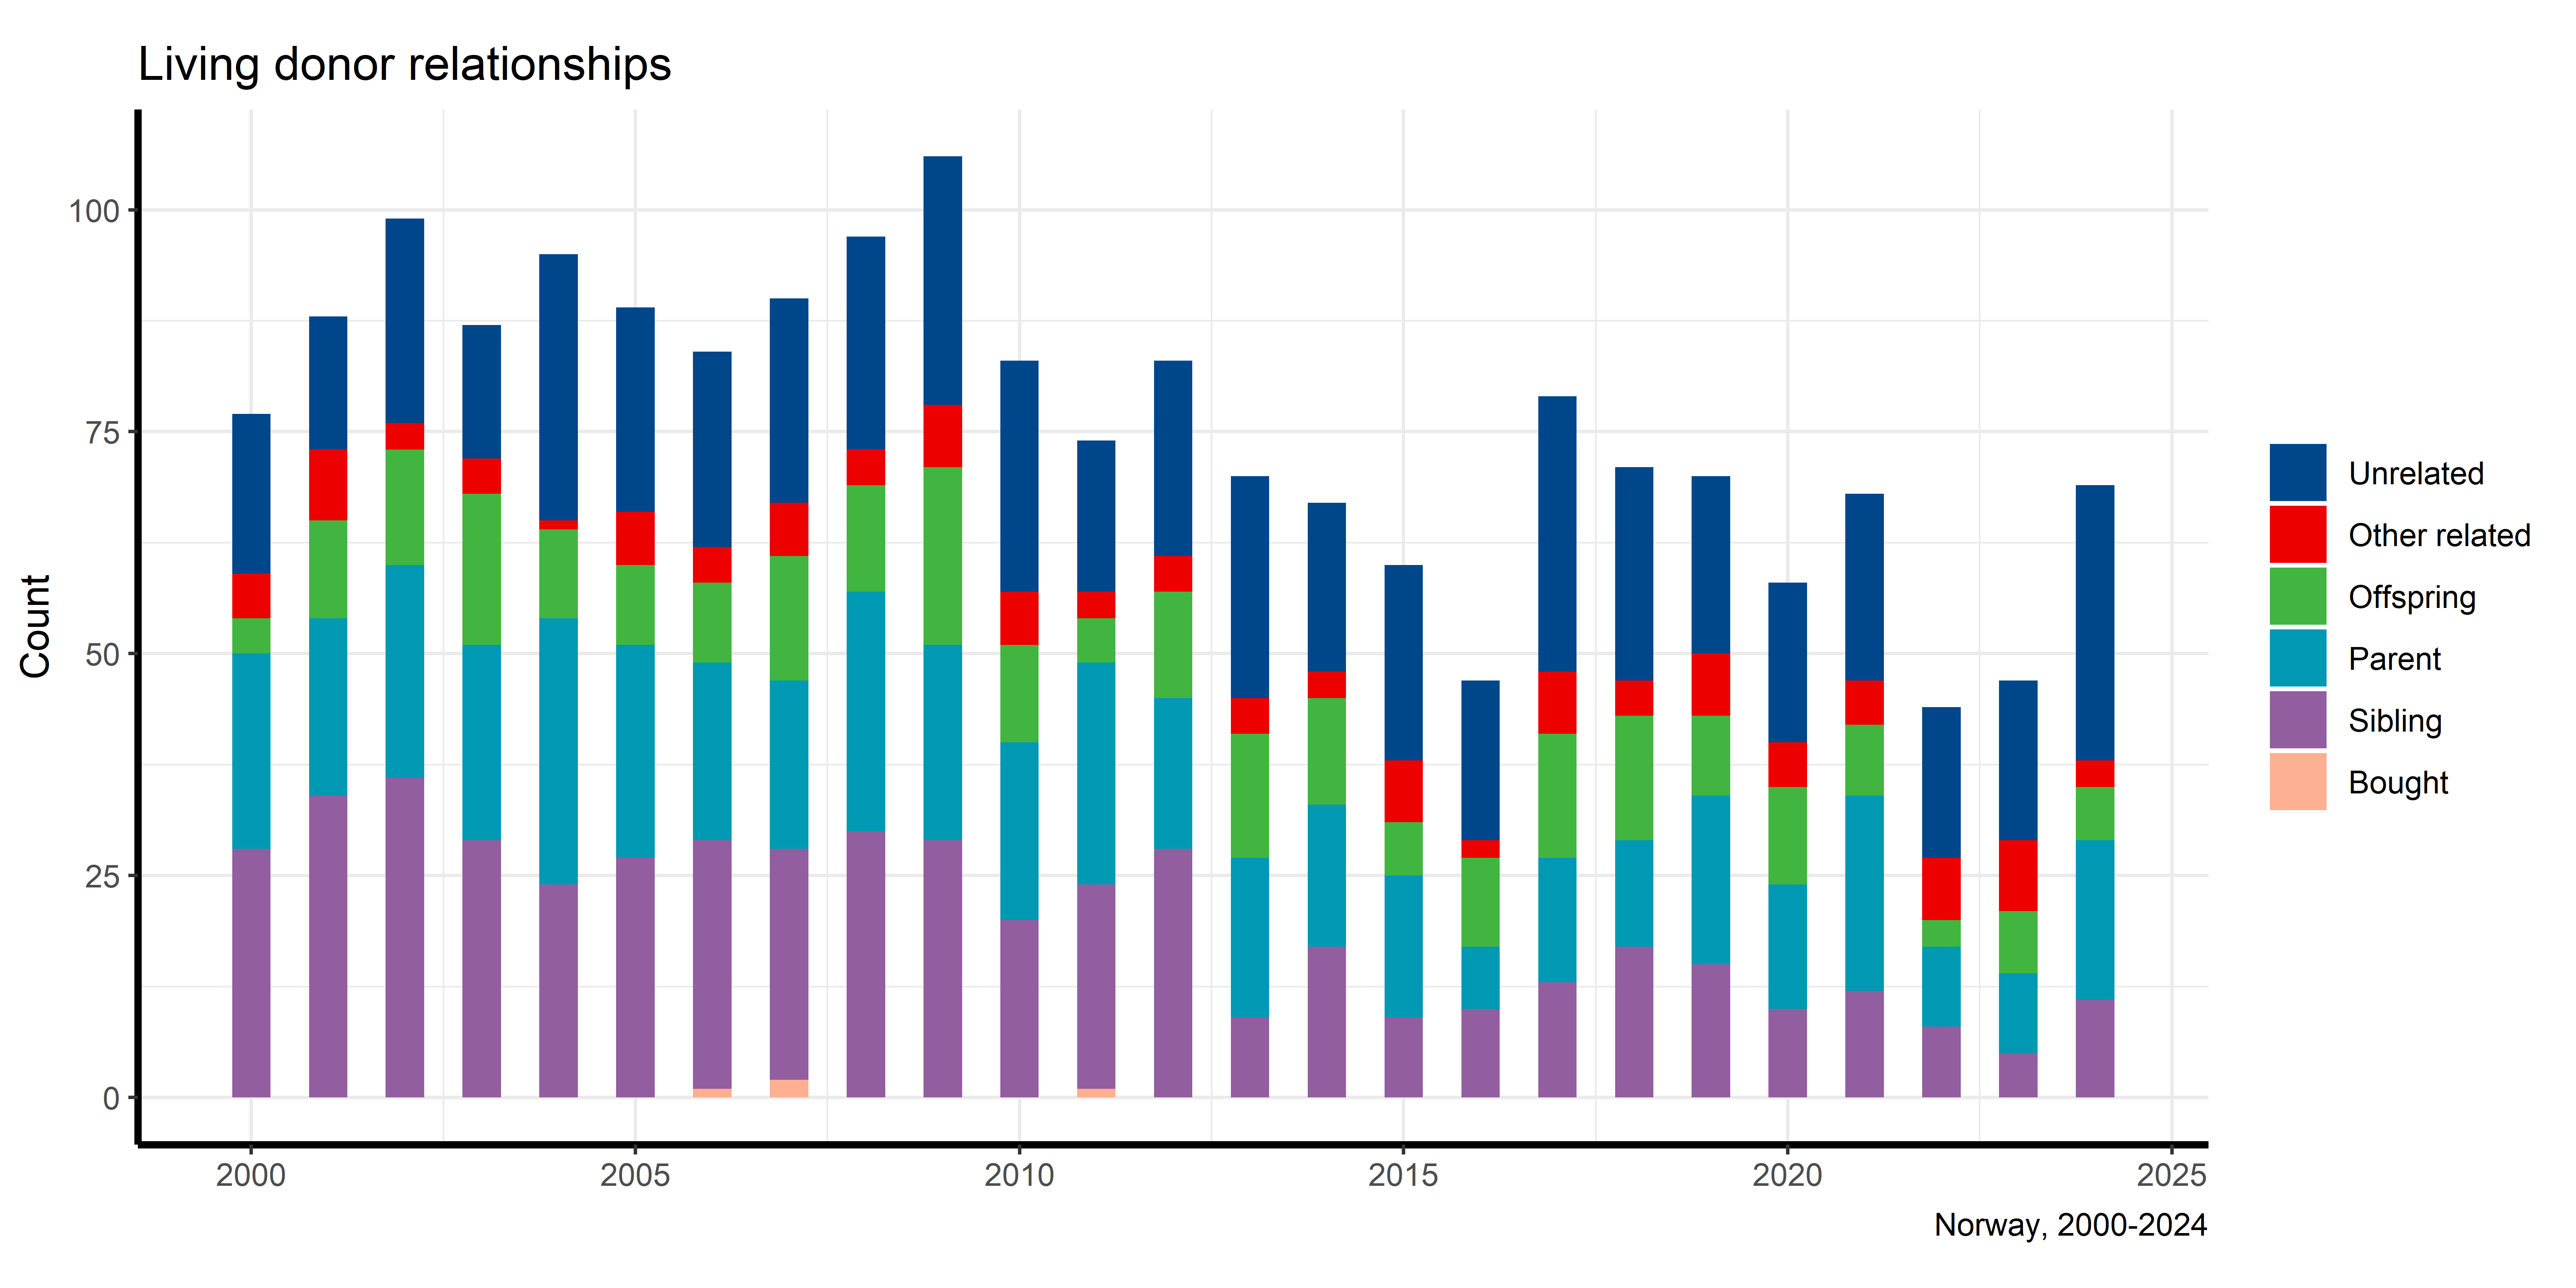 Living donor relationships
Count
100
75
50
25
0
2000 2005 2010 2015 2020 2025
Unrelated
Other related
Offspring
Parent
Sibling
Bought
Norway, 2000-2024